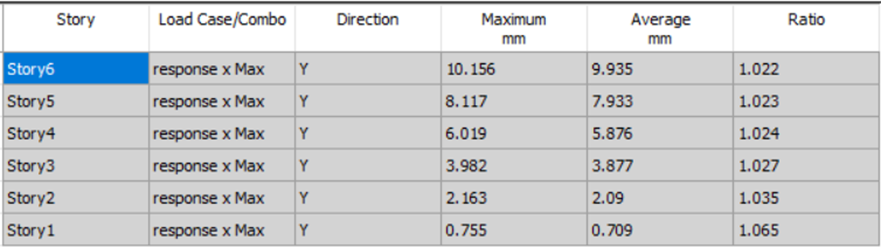 Story Load Case/Combo Direction Maximum Average Ratio
mm mm
Story6 response x Max Y 10.156 9.935 1.022
Story5 response x Max Y 8.117 7.933 1.023
Story4 response x Max Y 6.019 5.876 1.024
Story3 response x Max Y 3.982 3.877 1.027
Story2 response x Max Y 2.163 2.09 1.035
Story1 response x Max Y 0.755 0.709 1.065